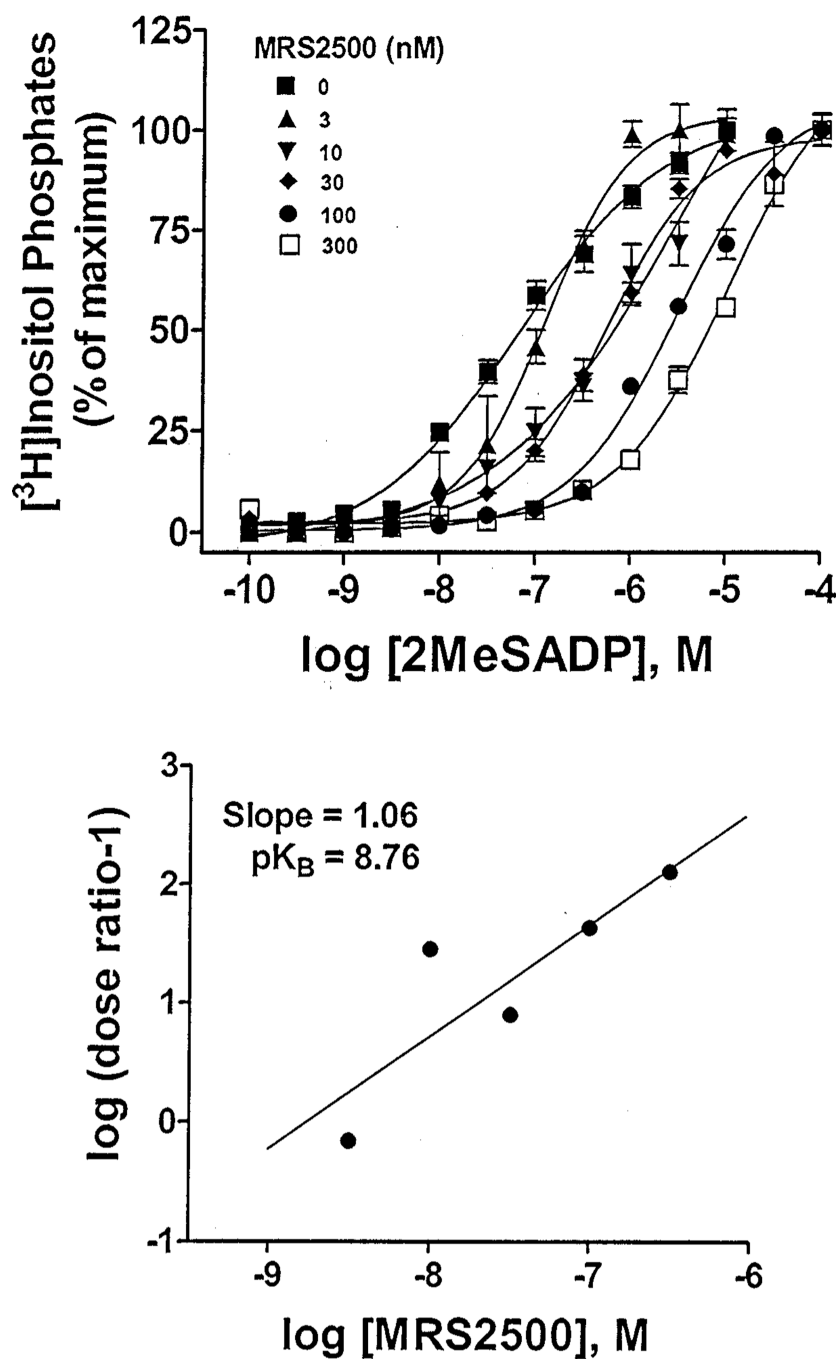 125
100
75
50
25
0
[³H]Inositol Phosphates
(% of maximum)
MRS2500 (nM)
0
3
10
30
100
300
-10 -9 -8 -7 -6 -5 -4
log [2MeSADP], M
3
2
1
0
-1
log (dose ratio-1)
Slope = 1.06
pK_B = 8.76
-9 -8 -7 -6
log [MRS2500], M